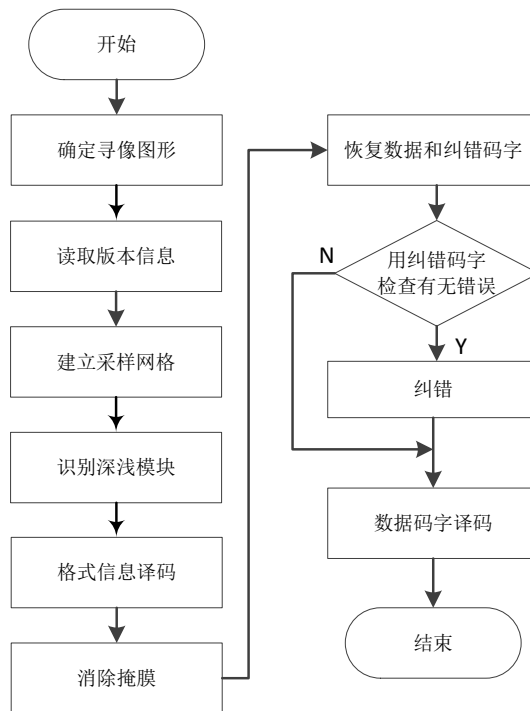 开始
确定寻像图形
读取版本信息
建立采样网格
识别深浅模块
格式信息译码
消除掩膜
恢复数据和纠错码字
用纠错码字
检查有无错误
N
Y
纠错
数据码字译码
结束